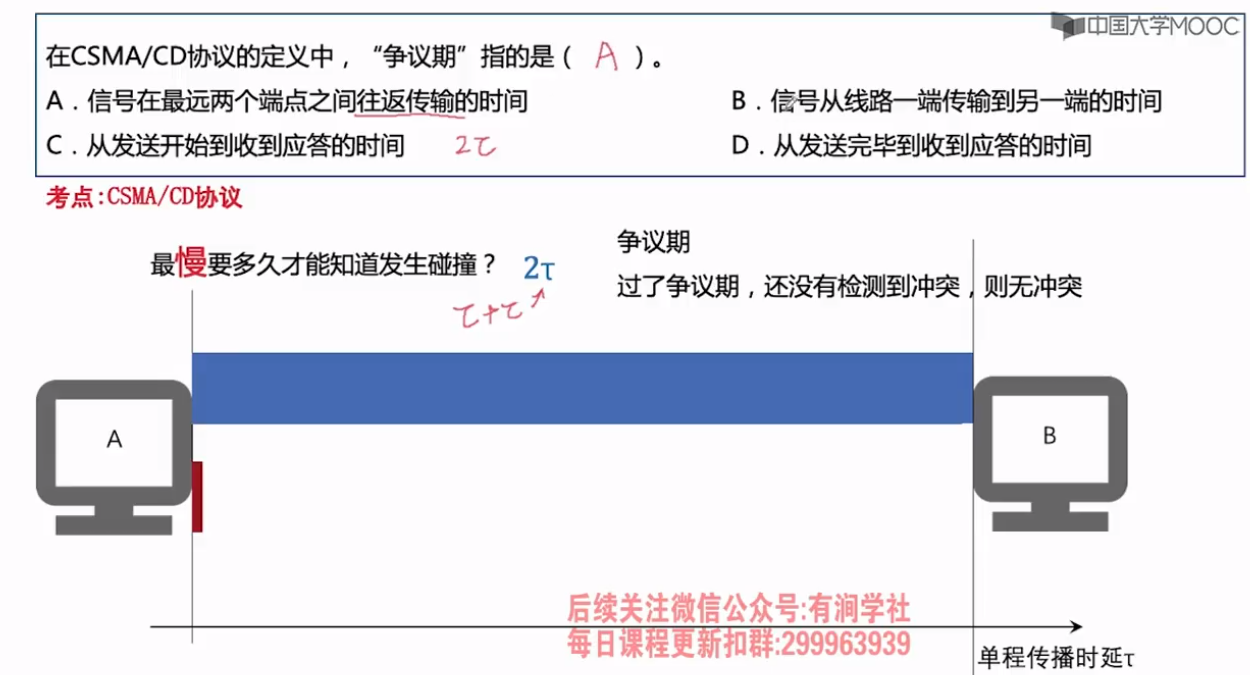 中国大学MOOC
在CSMA/CD协议的定义中，“争议期”指的是（ A ）。
A．信号在最远两个端点之间往返传输的时间
B．信号从线路一端传输到另一端的时间
C．从发送开始到收到应答的时间 2τ
D．从发送完毕到收到应答的时间
考点:CSMA/CD协议
最慢要多久才能知道发生碰撞？ 2τ
τ+τ
争议期
过了争议期，还没有检测到冲突，则无冲突
A
B
后续关注微信公众号:有涧学社
每日课程更新扣群:299963939
单程传播时延τ